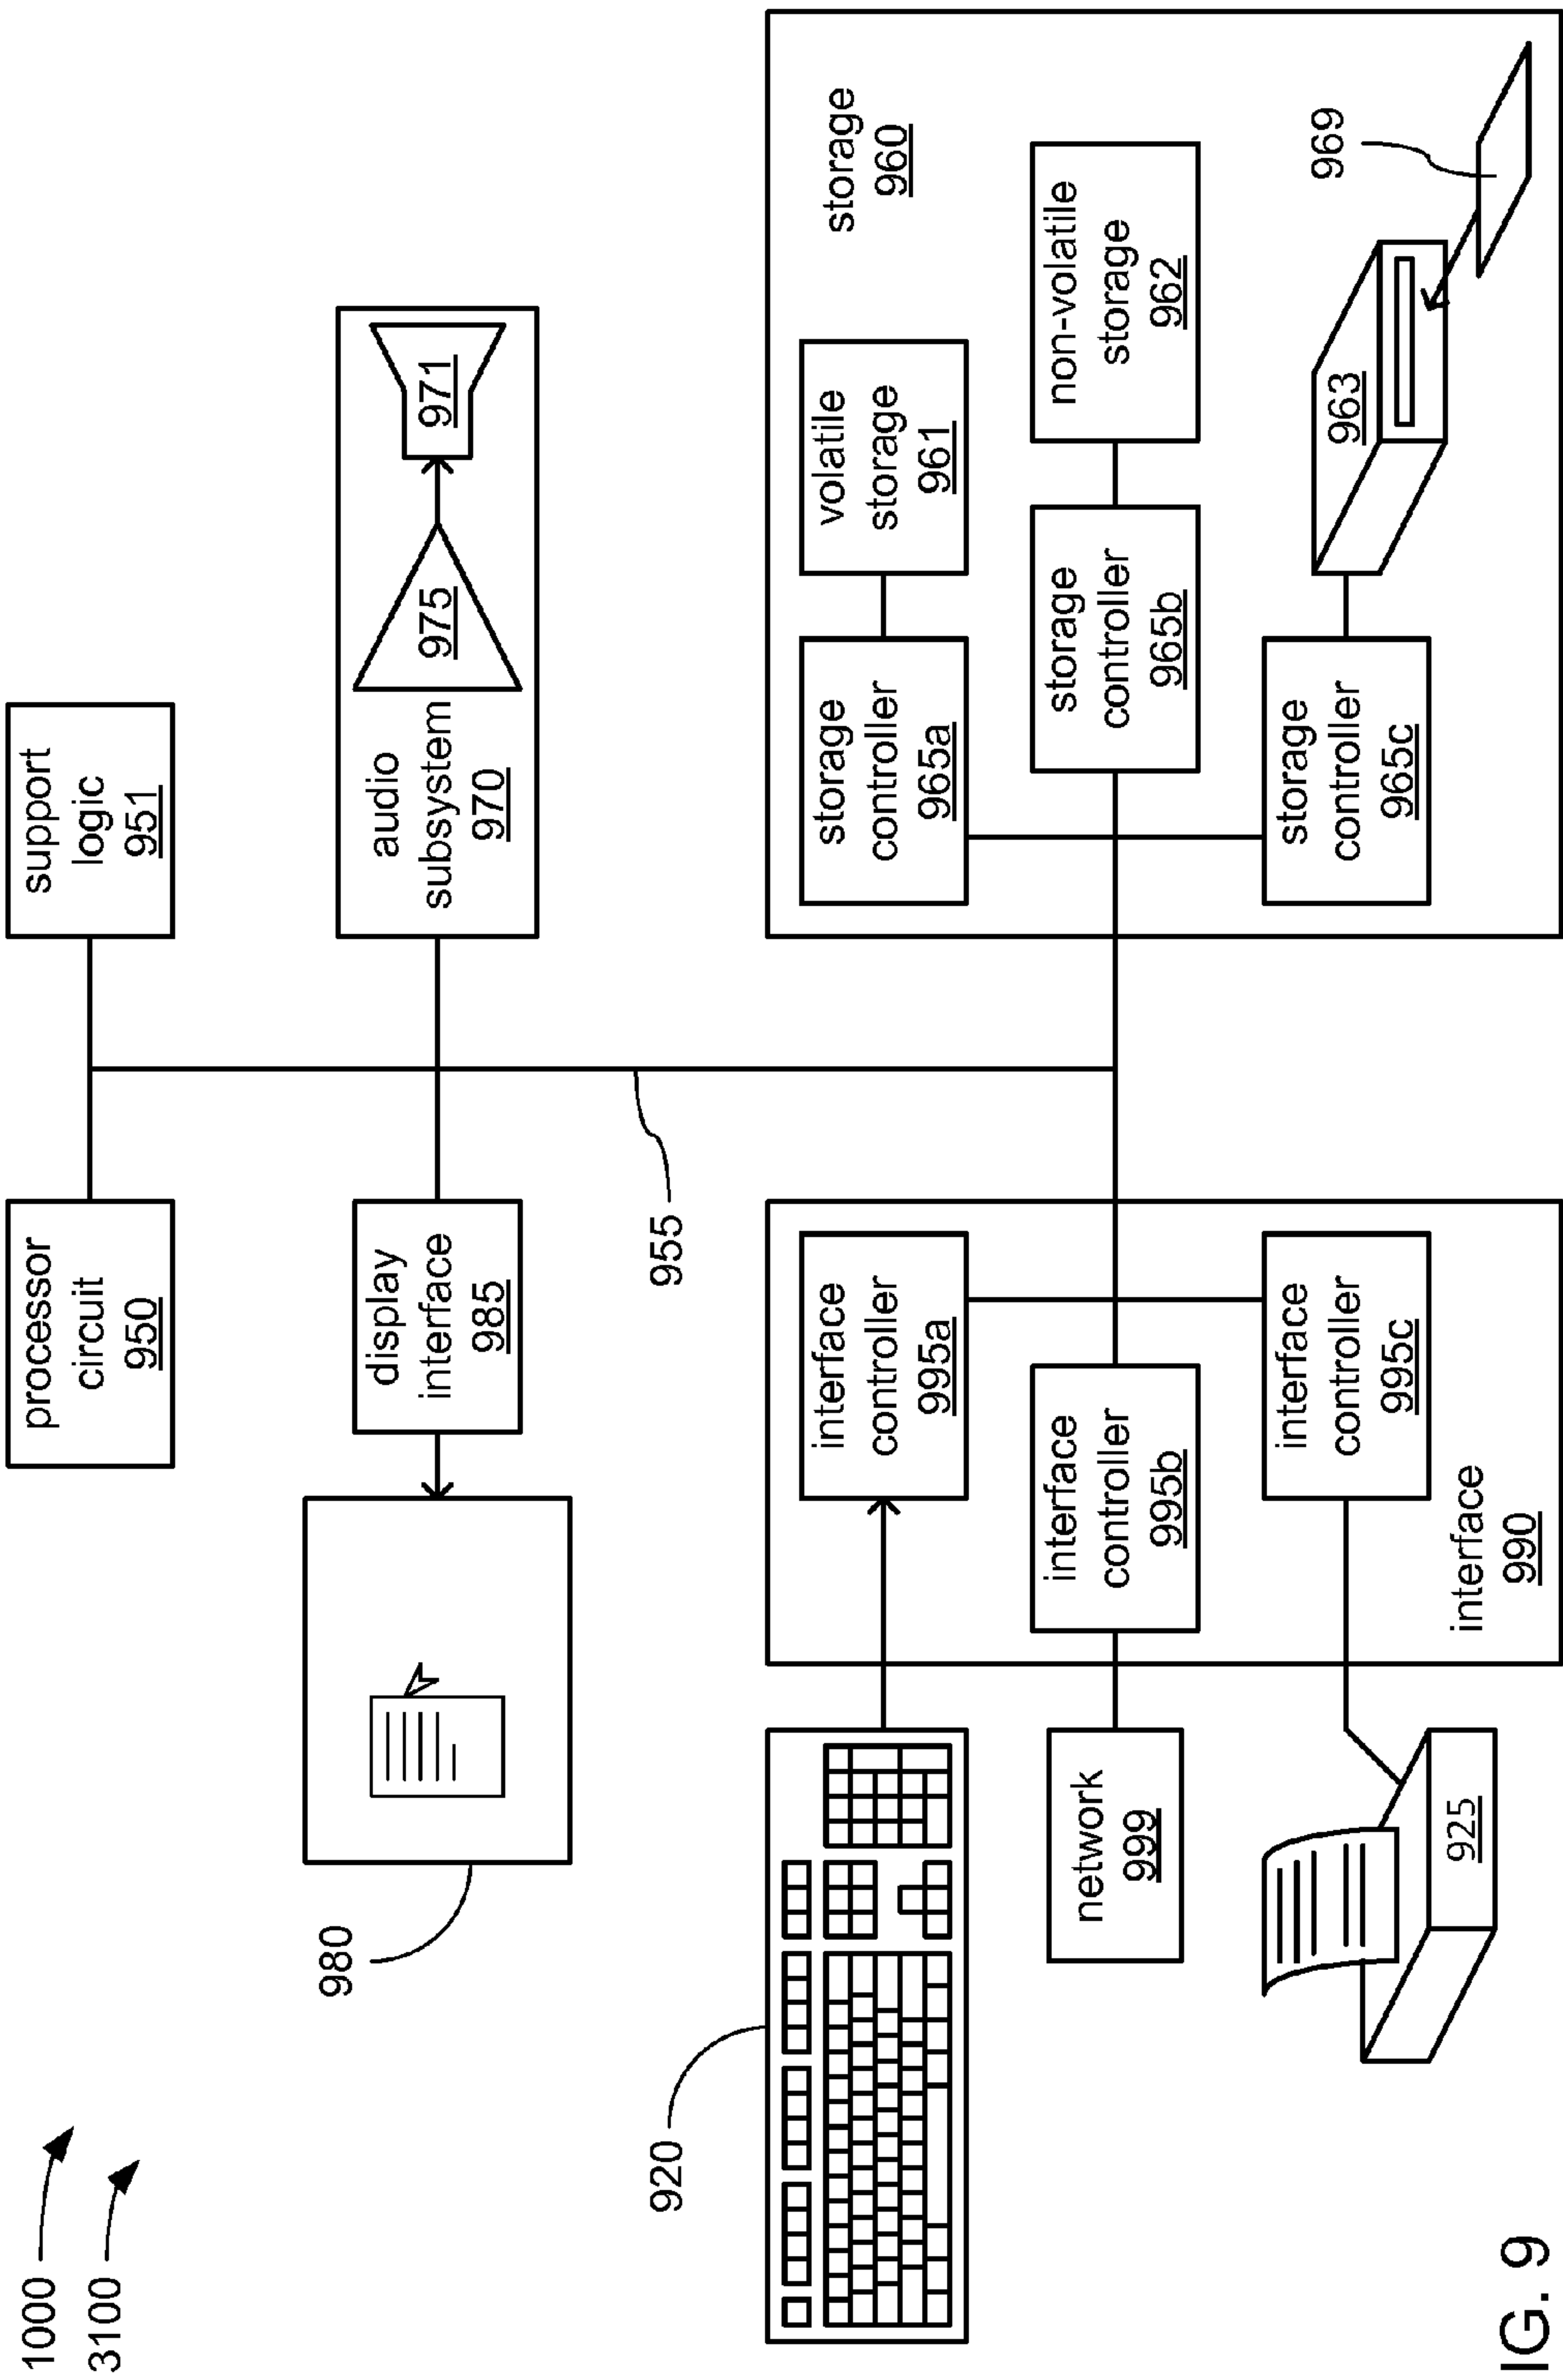 1000
3100
processor
circuit
950
support
logic
951
980
display
interface
985
audio
subsystem
970
975
971
955
920
interface
controller
995a
network
999
interface
controller
995b
925
interface
controller
995c
interface
990
storage
960
storage
controller
965a
volatile
storage
961
storage
controller
965b
non-volatile
storage
962
storage
controller
965c
963
969
IG. 9